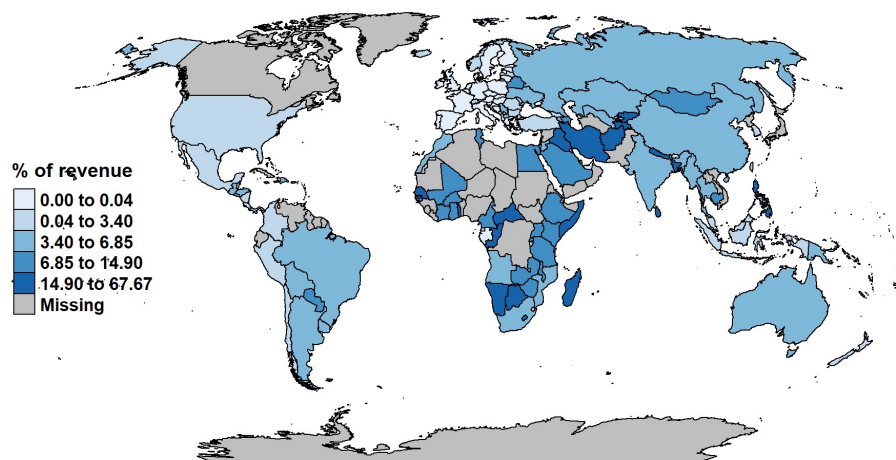 % of revenue
0.00 to 0.04
0.04 to 3.40
3.40 to 6.85
6.85 to 14.90
14.90 to 67.67
Missing